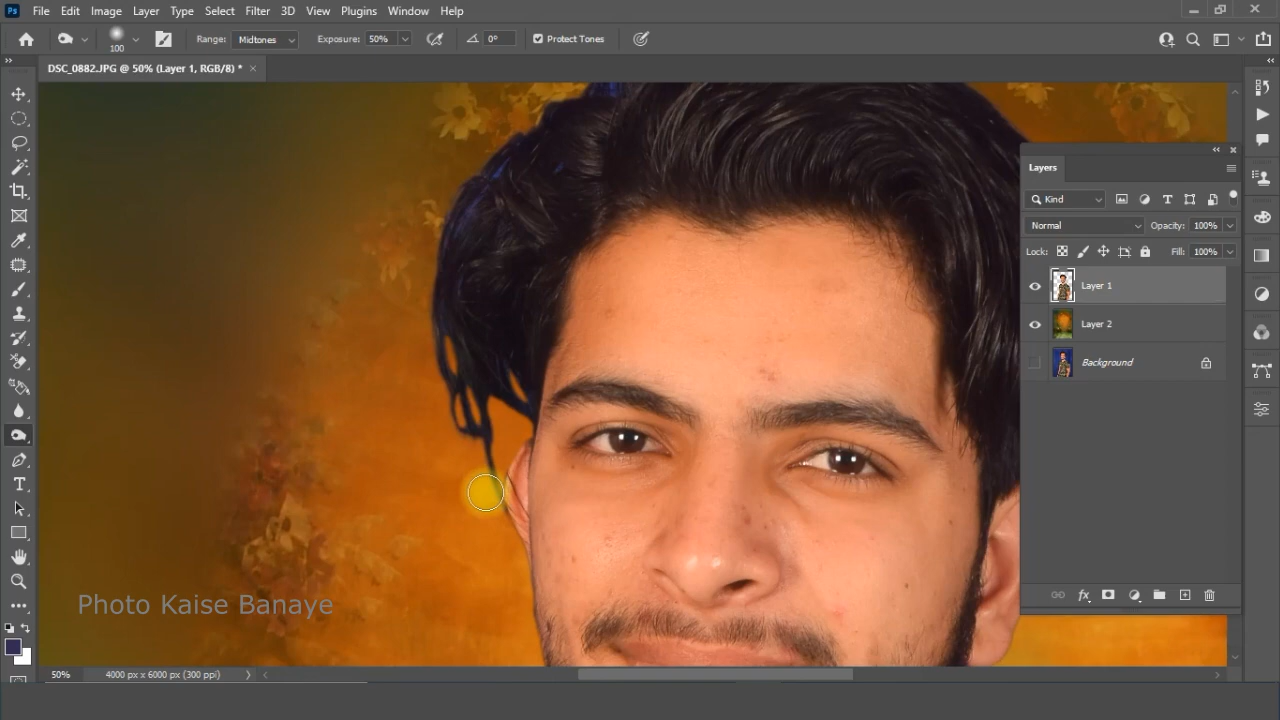 Ps File Edit Image Layer Type Select Filter 3D View Plugins Window Help
100 Range: Midtones Exposure: 50% 0° Protect Tones
DSC_0882.JPG @ 50% (Layer 1, RGB/8) *
Layers
Kind
Normal Opacity: 100%
Lock: Fill: 100%
Layer 1
Layer 2
Background
fx
T
Photo Kaise Banaye
50% 4000 px x 6000 px (300 ppi)